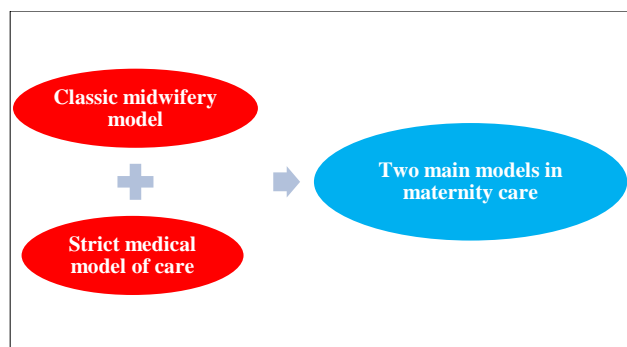 Classic midwifery
model
Strict medical
model of care
Two main models in
maternity care